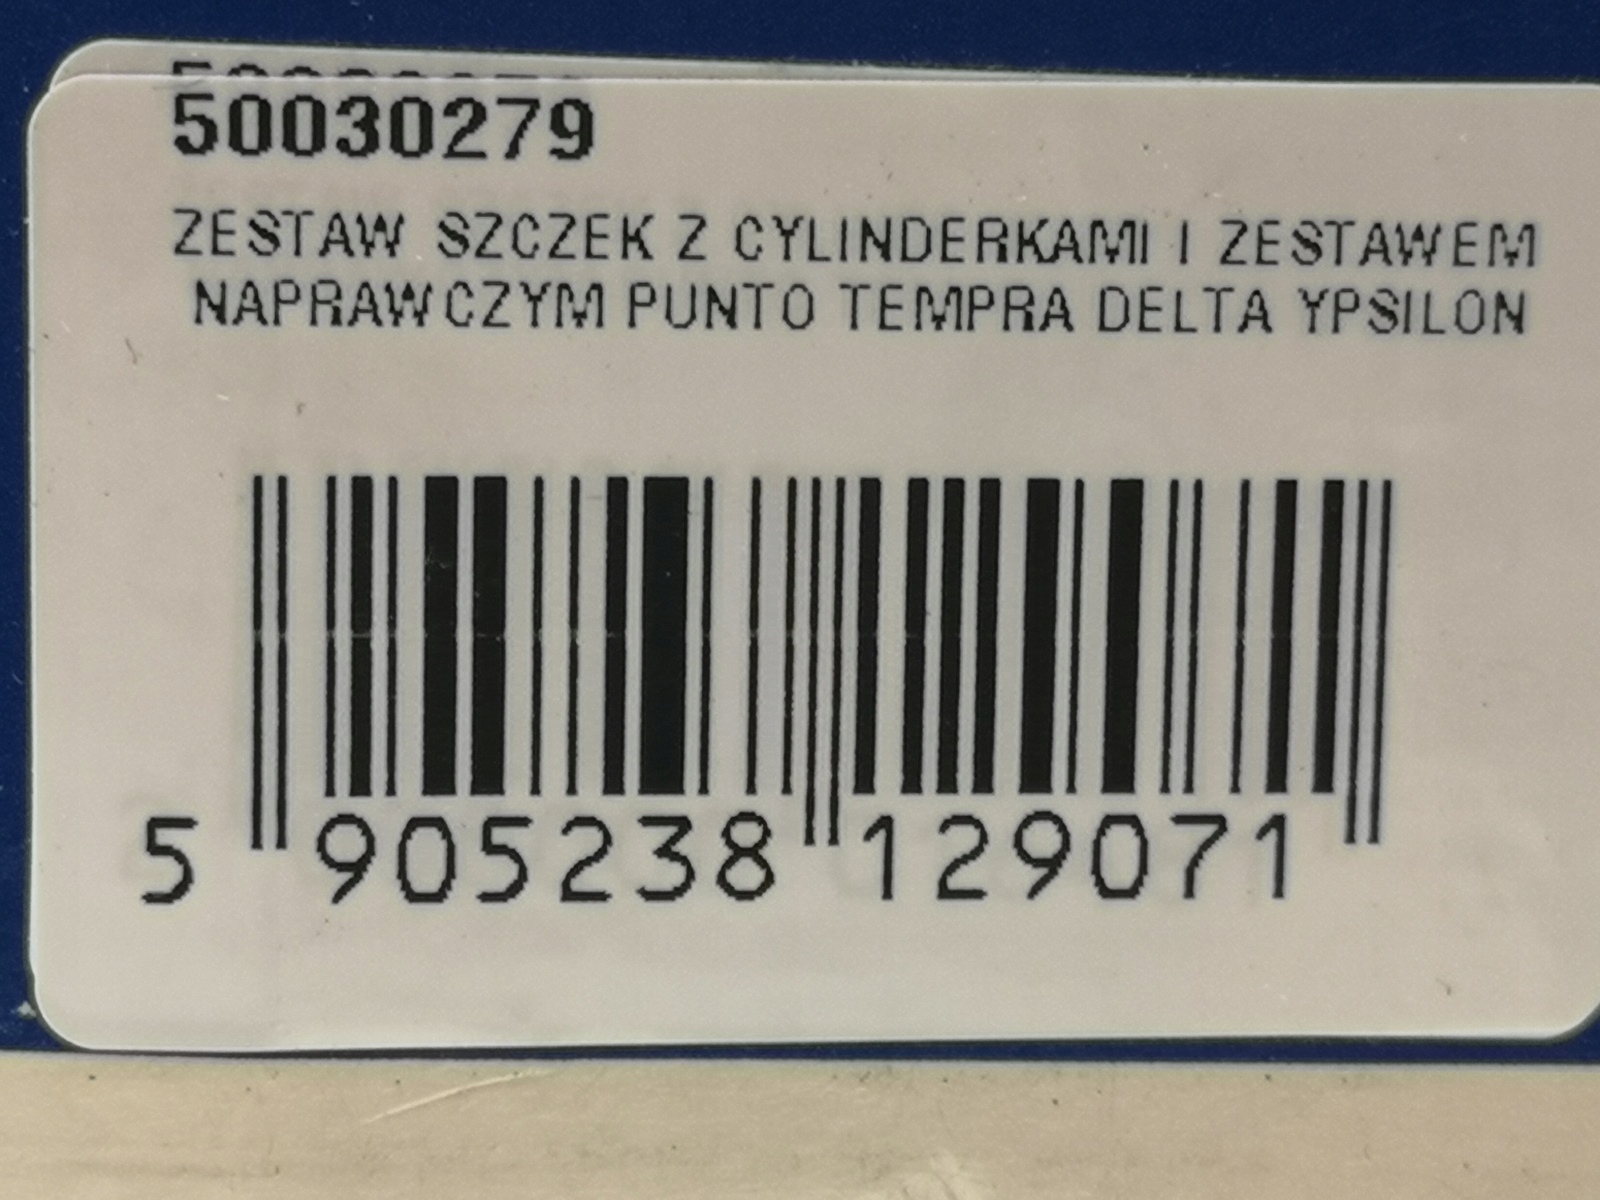 50030279
ZESTAW SZCZEK Z CYLINDERKAMI I ZESTAWEM
NAPRAWCZYM PUNTO TEMPRA DELTA YPSILON
5 905238 129071